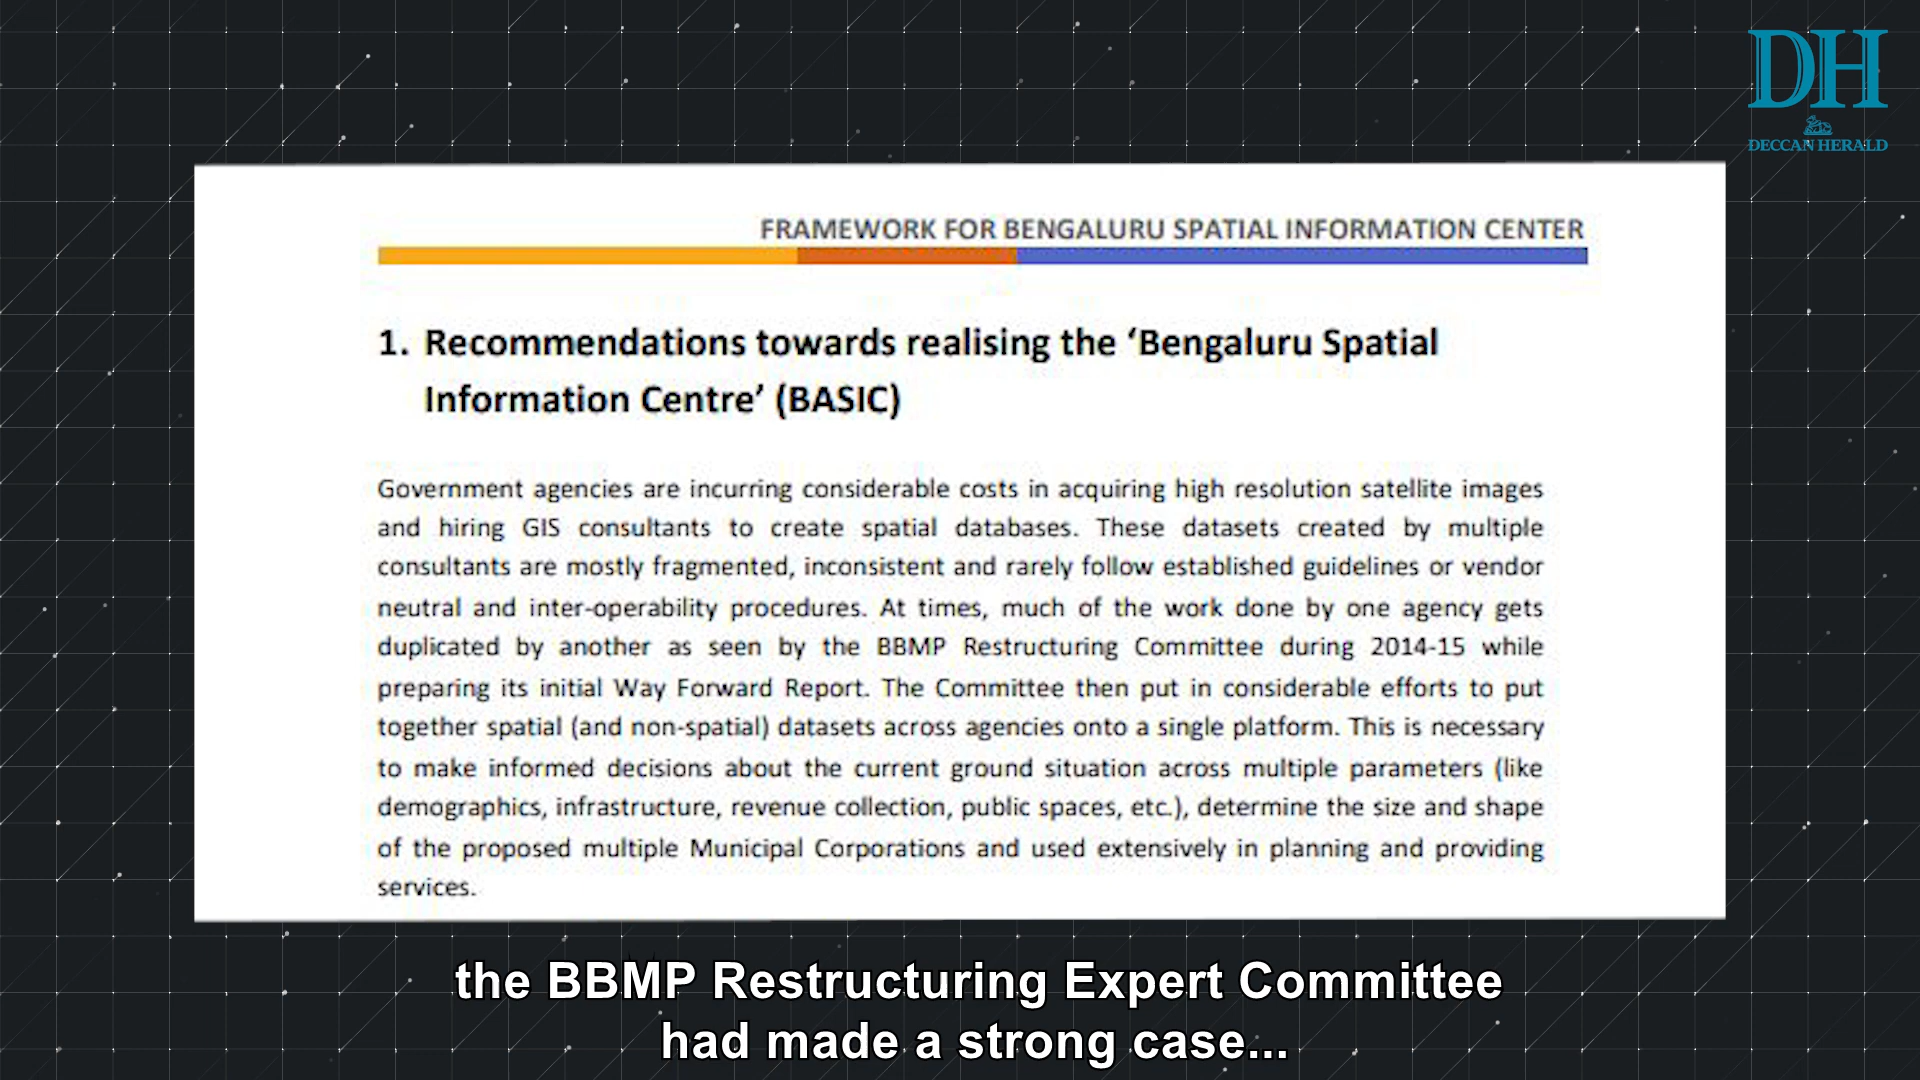 DH
DECCAN HERALD
FRAMEWORK FOR BENGALURU SPATIAL INFORMATION CENTER
1. Recommendations towards realising the ‘Bengaluru Spatial
Information Centre’ (BASIC)
Government agencies are incurring considerable costs in acquiring high resolution satellite images
and hiring GIS consultants to create spatial databases. These datasets created by multiple
consultants are mostly fragmented, inconsistent and rarely follow established guidelines or vendor
neutral and inter-operability procedures. At times, much of the work done by one agency gets
duplicated by another as seen by the BBMP Restructuring Committee during 2014-15 while
preparing its initial Way Forward Report. The Committee then put in considerable efforts to put
together spatial (and non-spatial) datasets across agencies onto a single platform. This is necessary
to make informed decisions about the current ground situation across multiple parameters (like
demographics, infrastructure, revenue collection, public spaces, etc.), determine the size and shape
of the proposed multiple Municipal Corporations and used extensively in planning and providing
services.
the BBMP Restructuring Expert Committee
had made a strong case...